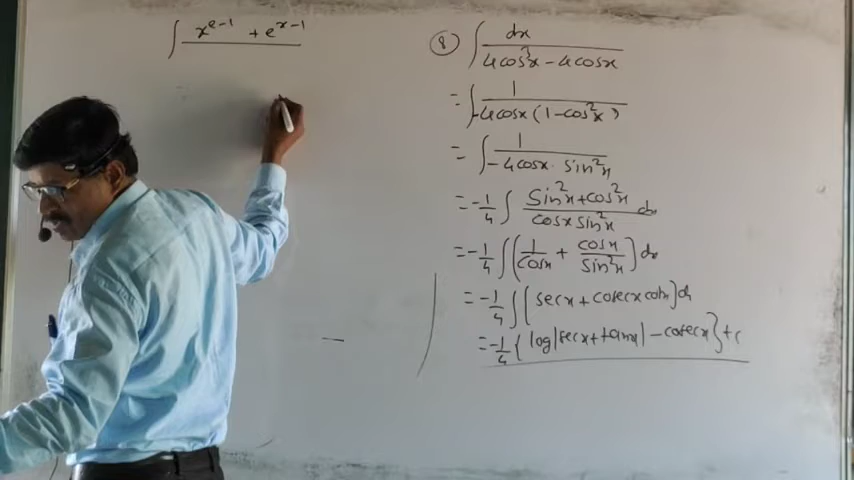 ∫ x^(e-1) + e^(x-1)
⑧ ∫ dx / (4cos³x - 4cosx)
= ∫ 1 / (-4cosx (1-cos²x))
= ∫ 1 / (-4cosx · sin²x)
= -1/4 ∫ (sin²x + cos²x) / (cosx sin²x) dx
= -1/4 ∫ (1/cosx + cosx/sin²x) dx
= -1/4 ∫ (secx + cosecx cotx) dx
= -1/4 { log|secx + tanx| - cosecx } + c